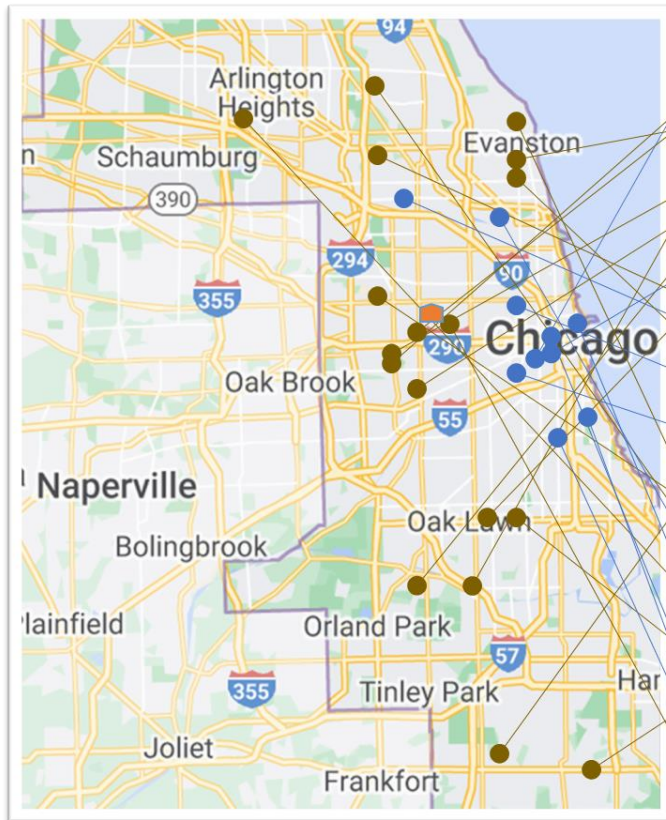 94
Arlington
Heights
Evanston
n
Schaumburg
390
294
90
355
Chicago
290
Oak Brook
55
Naperville
Oak Lawn
Bolingbrook
Plainfield
Orland Park
57
Har
355
Tinley Park
Joliet
Frankfort